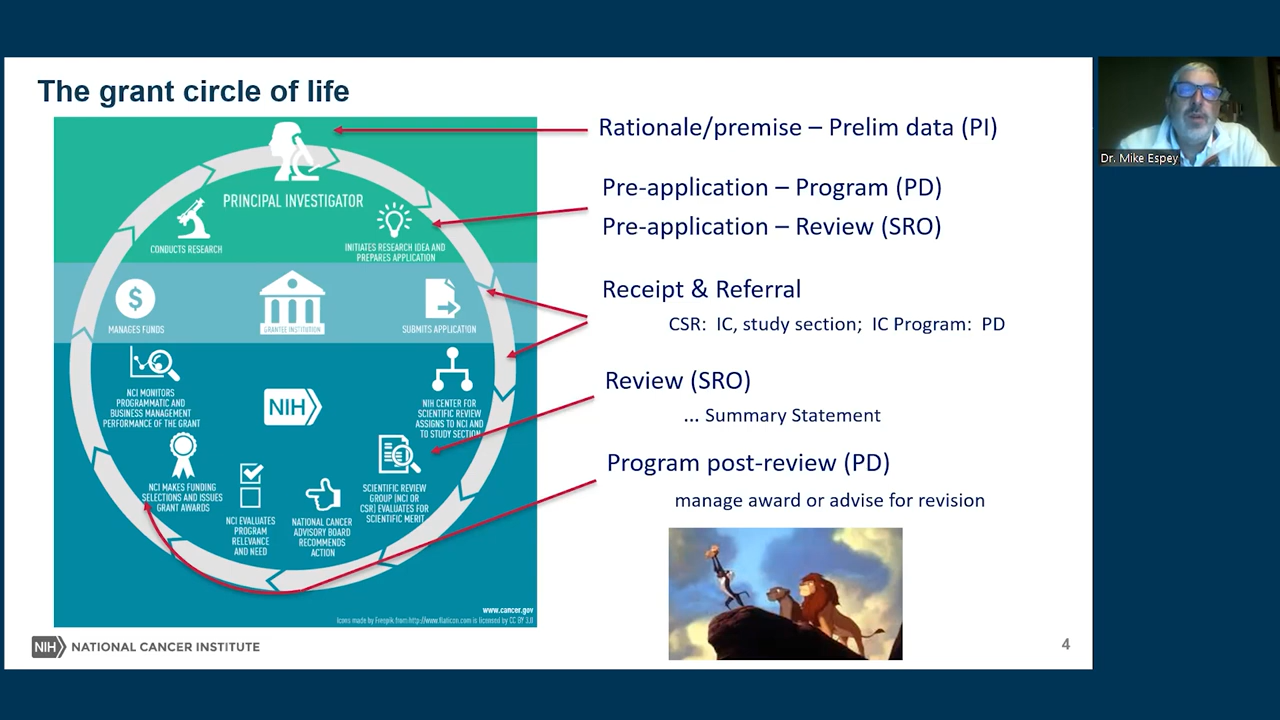 The grant circle of life
PRINCIPAL INVESTIGATOR
CONDUCTS RESEARCH
INITIATES RESEARCH IDEA AND
PREPARES APPLICATION
MANAGES FUNDS
GRANTEE INSTITUTION
SUBMITS APPLICATION
NCI MONITORS
PROGRAMMATIC AND
BUSINESS MANAGEMENT
PERFORMANCE OF THE GRANT
NIH
NIH CENTER FOR
SCIENTIFIC REVIEW
ASSIGNS TO NCI AND
TO STUDY SECTION
NCI MAKES FUNDING
SELECTIONS AND ISSUES
GRANT AWARDS
NCI EVALUATES
PROGRAM
RELEVANCE
AND NEED
NATIONAL CANCER
ADVISORY BOARD
RECOMMENDS
ACTION
SCIENTIFIC REVIEW
GROUP (NCI OR
CSR) EVALUATES FOR
SCIENTIFIC MERIT
www.cancer.gov
Icons made by Freepik from http://www.flaticon.com is licensed by CC BY 3.0
Rationale/premise – Prelim data (PI)
Pre-application – Program (PD)
Pre-application – Review (SRO)
Receipt & Referral
CSR: IC, study section; IC Program: PD
Review (SRO)
... Summary Statement
Program post-review (PD)
manage award or advise for revision
NIH NATIONAL CANCER INSTITUTE
4
Dr. Mike Espey